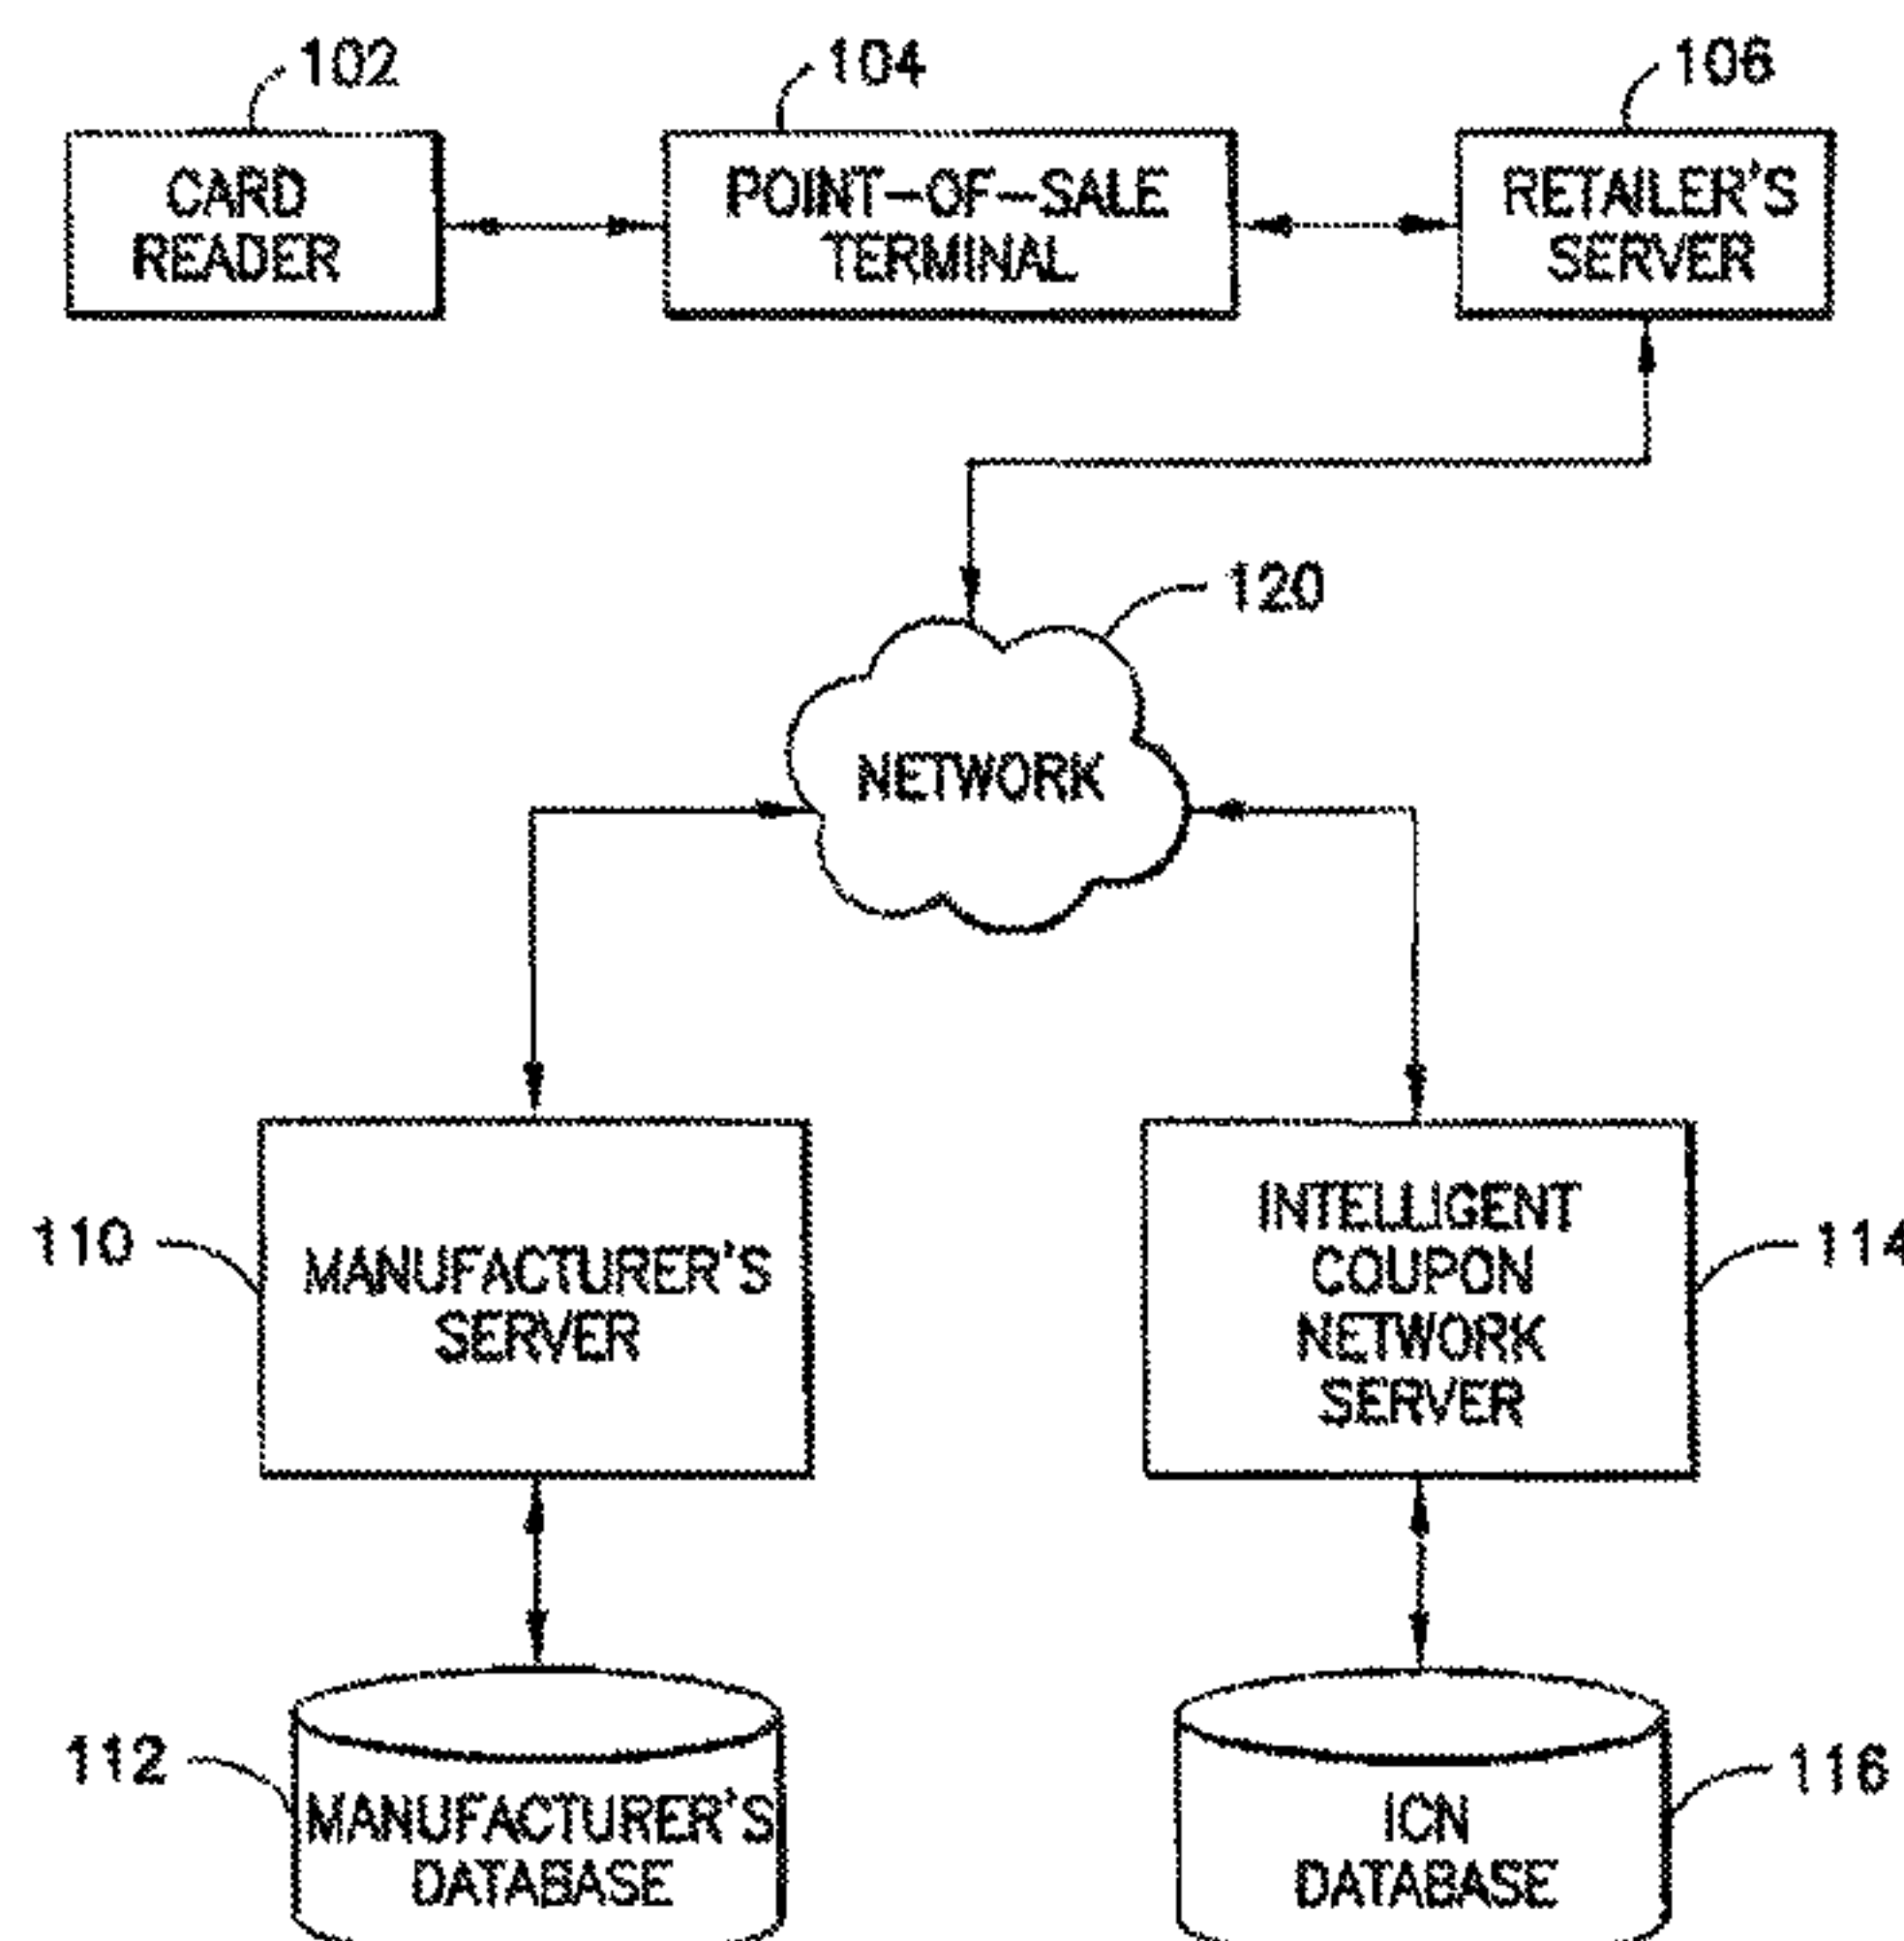 102
104
106
CARD
READER
POINT-OF-SALE
TERMINAL
RETAILER'S
SERVER
120
NETWORK
110
MANUFACTURER'S
SERVER
INTELLIGENT
COUPON
NETWORK
SERVER
114
112
MANUFACTURER'S
DATABASE
ICN
DATABASE
116